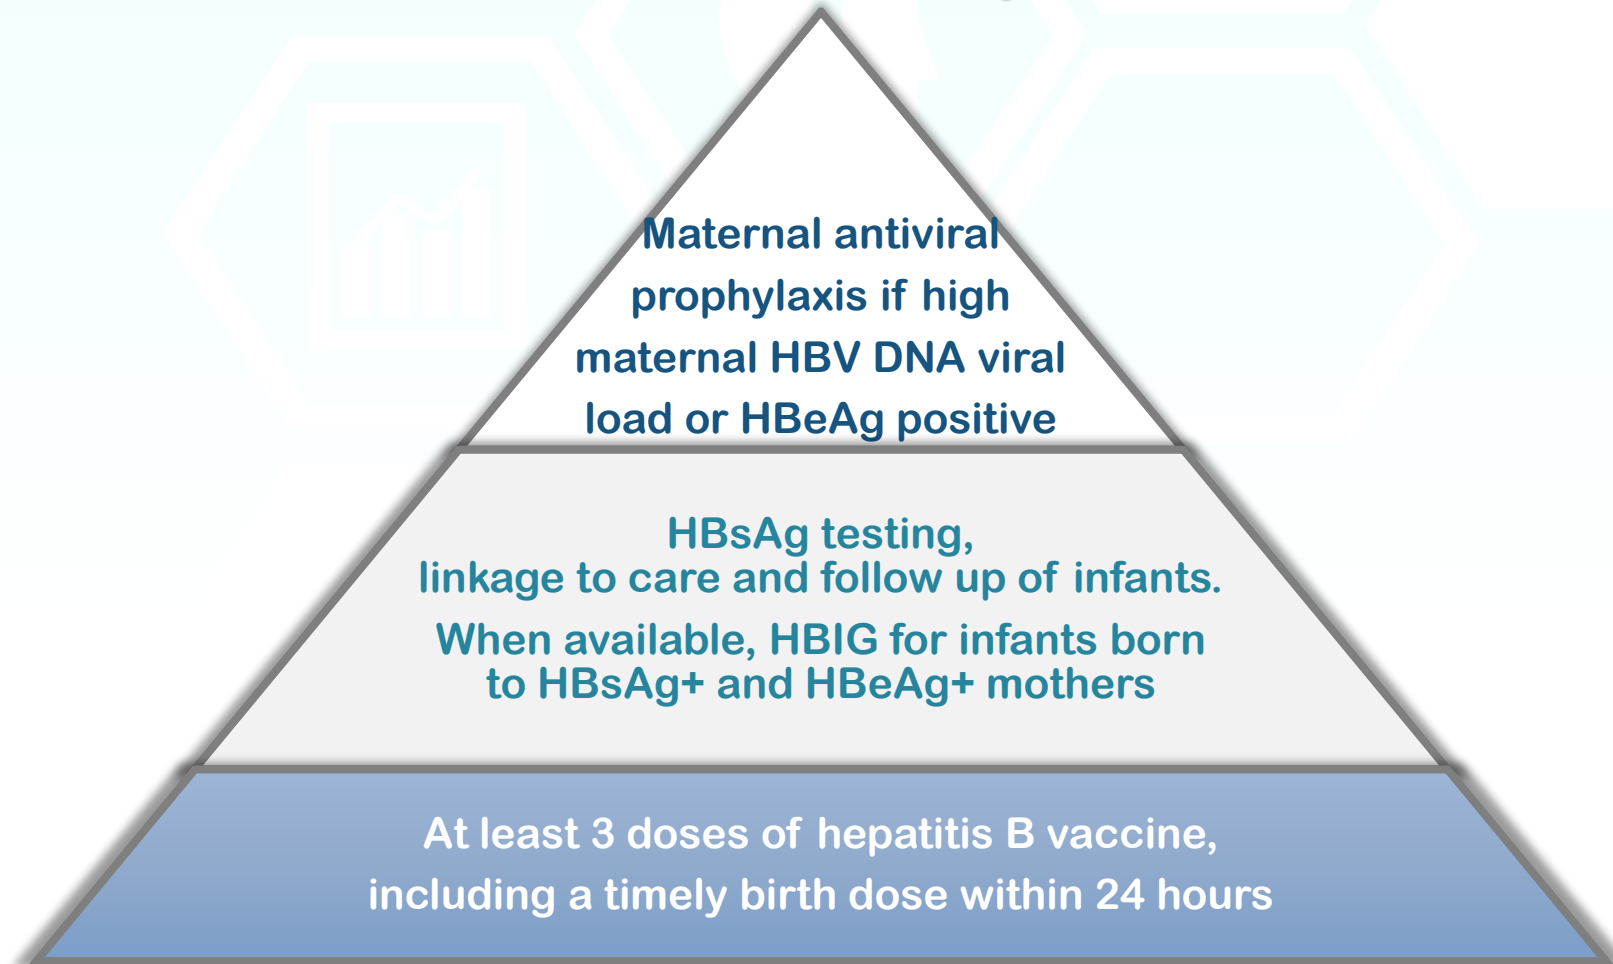 Maternal antiviral
prophylaxis if high
maternal HBV DNA viral
load or HBeAg positive
HBsAg testing,
linkage to care and follow up of infants.
When available, HBIG for infants born
to HBsAg+ and HBeAg+ mothers
At least 3 doses of hepatitis B vaccine,
including a timely birth dose within 24 hours